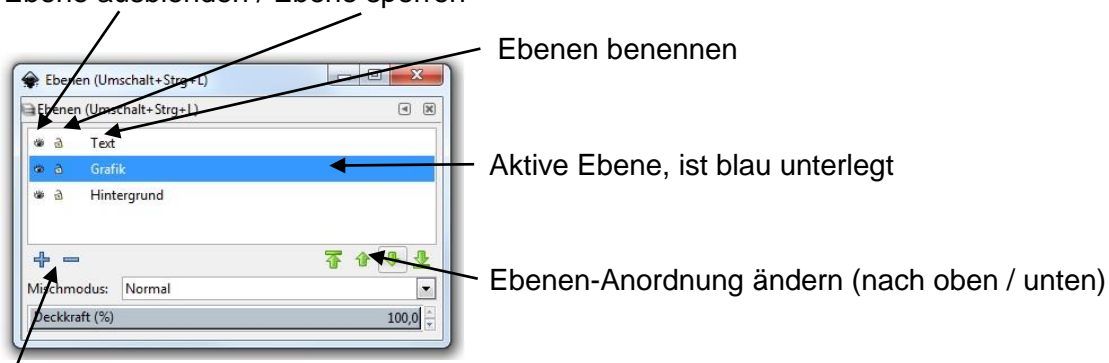 Ebene ausblenden / Ebene sperren
Ebenen benennen
Ebenen (Umschalt+Strg+L)
Ebenen (Umschalt+Strg+L)
Text
Grafik
Aktive Ebene, ist blau unterlegt
Hintergrund
Ebenen-Anordnung ändern (nach oben / unten)
Mischmodus: Normal
Deckkraft (%) 100,0